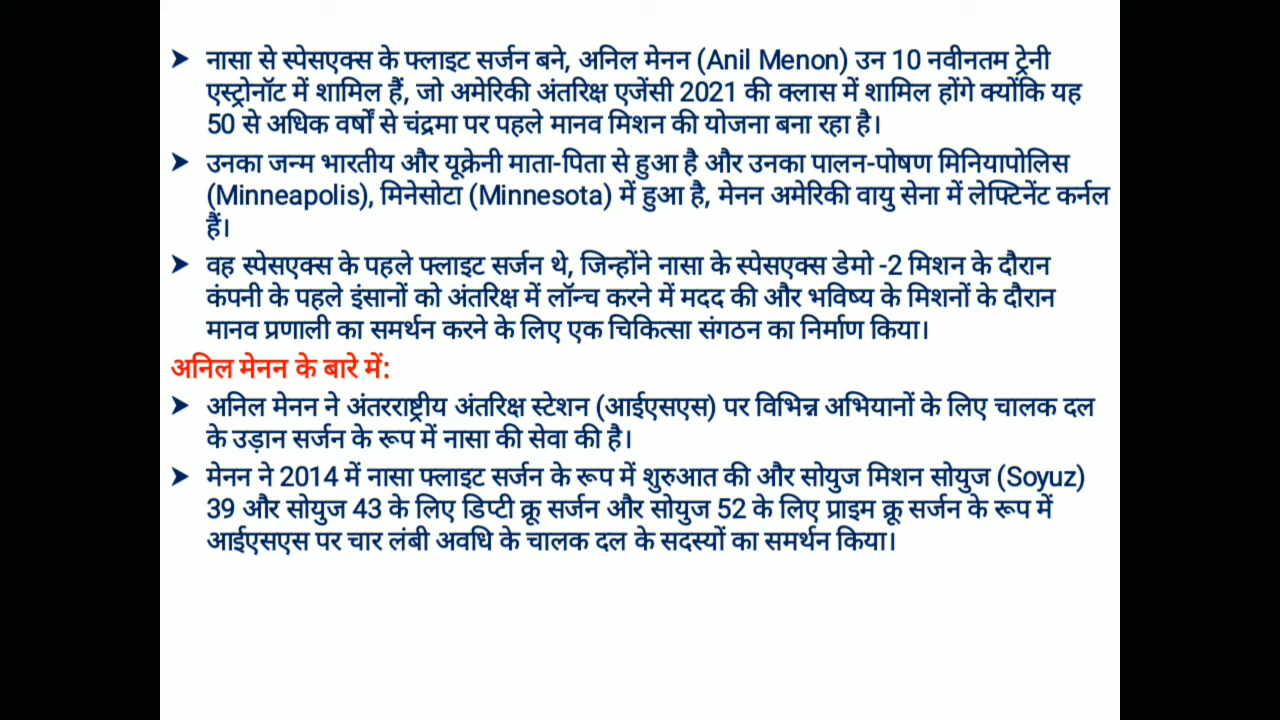 ➤ नासा से स्पेसएक्स के फ्लाइट सर्जन बने, अनिल मेनन (Anil Menon) उन 10 नवीनतम ट्रेनी
एस्ट्रोनॉट में शामिल हैं, जो अमेरिकी अंतरिक्ष एजेंसी 2021 की क्लास में शामिल होंगे क्योंकि यह
50 से अधिक वर्षों से चंद्रमा पर पहले मानव मिशन की योजना बना रहा है।
➤ उनका जन्म भारतीय और यूक्रेनी माता-पिता से हुआ है और उनका पालन-पोषण मिनियापोलिस
(Minneapolis), मिनेसोटा (Minnesota) में हुआ है, मेनन अमेरिकी वायु सेना में लेफ्टिनेंट कर्नल
हैं।
➤ वह स्पेसएक्स के पहले फ्लाइट सर्जन थे, जिन्होंने नासा के स्पेसएक्स डेमो -2 मिशन के दौरान
कंपनी के पहले इंसानों को अंतरिक्ष में लॉन्च करने में मदद की और भविष्य के मिशनों के दौरान
मानव प्रणाली का समर्थन करने के लिए एक चिकित्सा संगठन का निर्माण किया।
अनिल मेनन के बारे में:
➤ अनिल मेनन ने अंतरराष्ट्रीय अंतरिक्ष स्टेशन (आईएसएस) पर विभिन्न अभियानों के लिए चालक दल
के उड़ान सर्जन के रूप में नासा की सेवा की है।
➤ मेनन ने 2014 में नासा फ्लाइट सर्जन के रूप में शुरुआत की और सोयुज मिशन सोयुज (Soyuz)
39 और सोयुज 43 के लिए डिप्टी क्रू सर्जन और सोयुज 52 के लिए प्राइम क्रू सर्जन के रूप में
आईएसएस पर चार लंबी अवधि के चालक दल के सदस्यों का समर्थन किया।